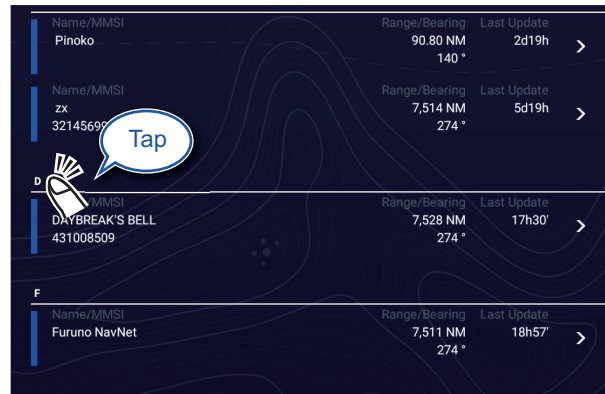 Name/MMSI Range/Bearing Last Update
Pinoko 90.80 NM 2d19h
140 °
Name/MMSI Range/Bearing Last Update
zx 7,514 NM 5d19h
32145699 274 °
Tap
D
/MMSI Range/Bearing Last Update
DAYBREAK'S BELL 7,528 NM 17h30'
431008509 274 °
F
Name/MMSI Range/Bearing Last Update
Furuno NavNet 7,511 NM 18h57'
274 °